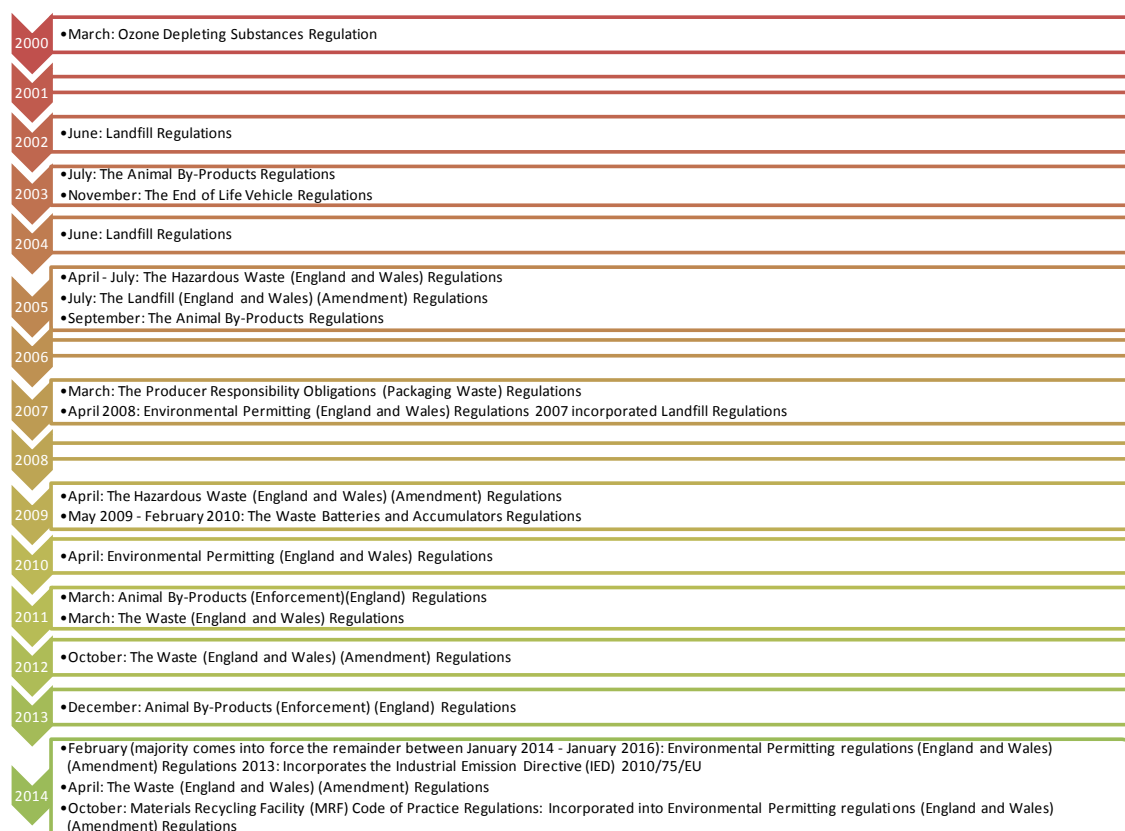 2000
•March: Ozone Depleting Substances Regulation
2001
2002
•June: Landfill Regulations
2003
•July: The Animal By-Products Regulations
•November: The End of Life Vehicle Regulations
2004
•June: Landfill Regulations
2005
•April - July: The Hazardous Waste (England and Wales) Regulations
•July: The Landfill (England and Wales) (Amendment) Regulations
•September: The Animal By-Products Regulations
2006
2007
•March: The Producer Responsibility Obligations (Packaging Waste) Regulations
•April 2008: Environmental Permitting (England and Wales) Regulations 2007 incorporated Landfill Regulations
2008
2009
•April: The Hazardous Waste (England and Wales) (Amendment) Regulations
•May 2009 - February 2010: The Waste Batteries and Accumulators Regulations
2010
•April: Environmental Permitting (England and Wales) Regulations
2011
•March: Animal By-Products (Enforcement)(England) Regulations
•March: The Waste (England and Wales) Regulations
2012
•October: The Waste (England and Wales) (Amendment) Regulations
2013
•December: Animal By-Products (Enforcement) (England) Regulations
2014
•February (majority comes into force the remainder between January 2014 - January 2016): Environmental Permitting regulations (England and Wales)
(Amendment) Regulations 2013: Incorporates the Industrial Emission Directive (IED) 2010/75/EU
•April: The Waste (England and Wales) (Amendment) Regulations
•October: Materials Recycling Facility (MRF) Code of Practice Regulations: Incorporated into Environmental Permitting regulations (England and Wales)
(Amendment) Regulations